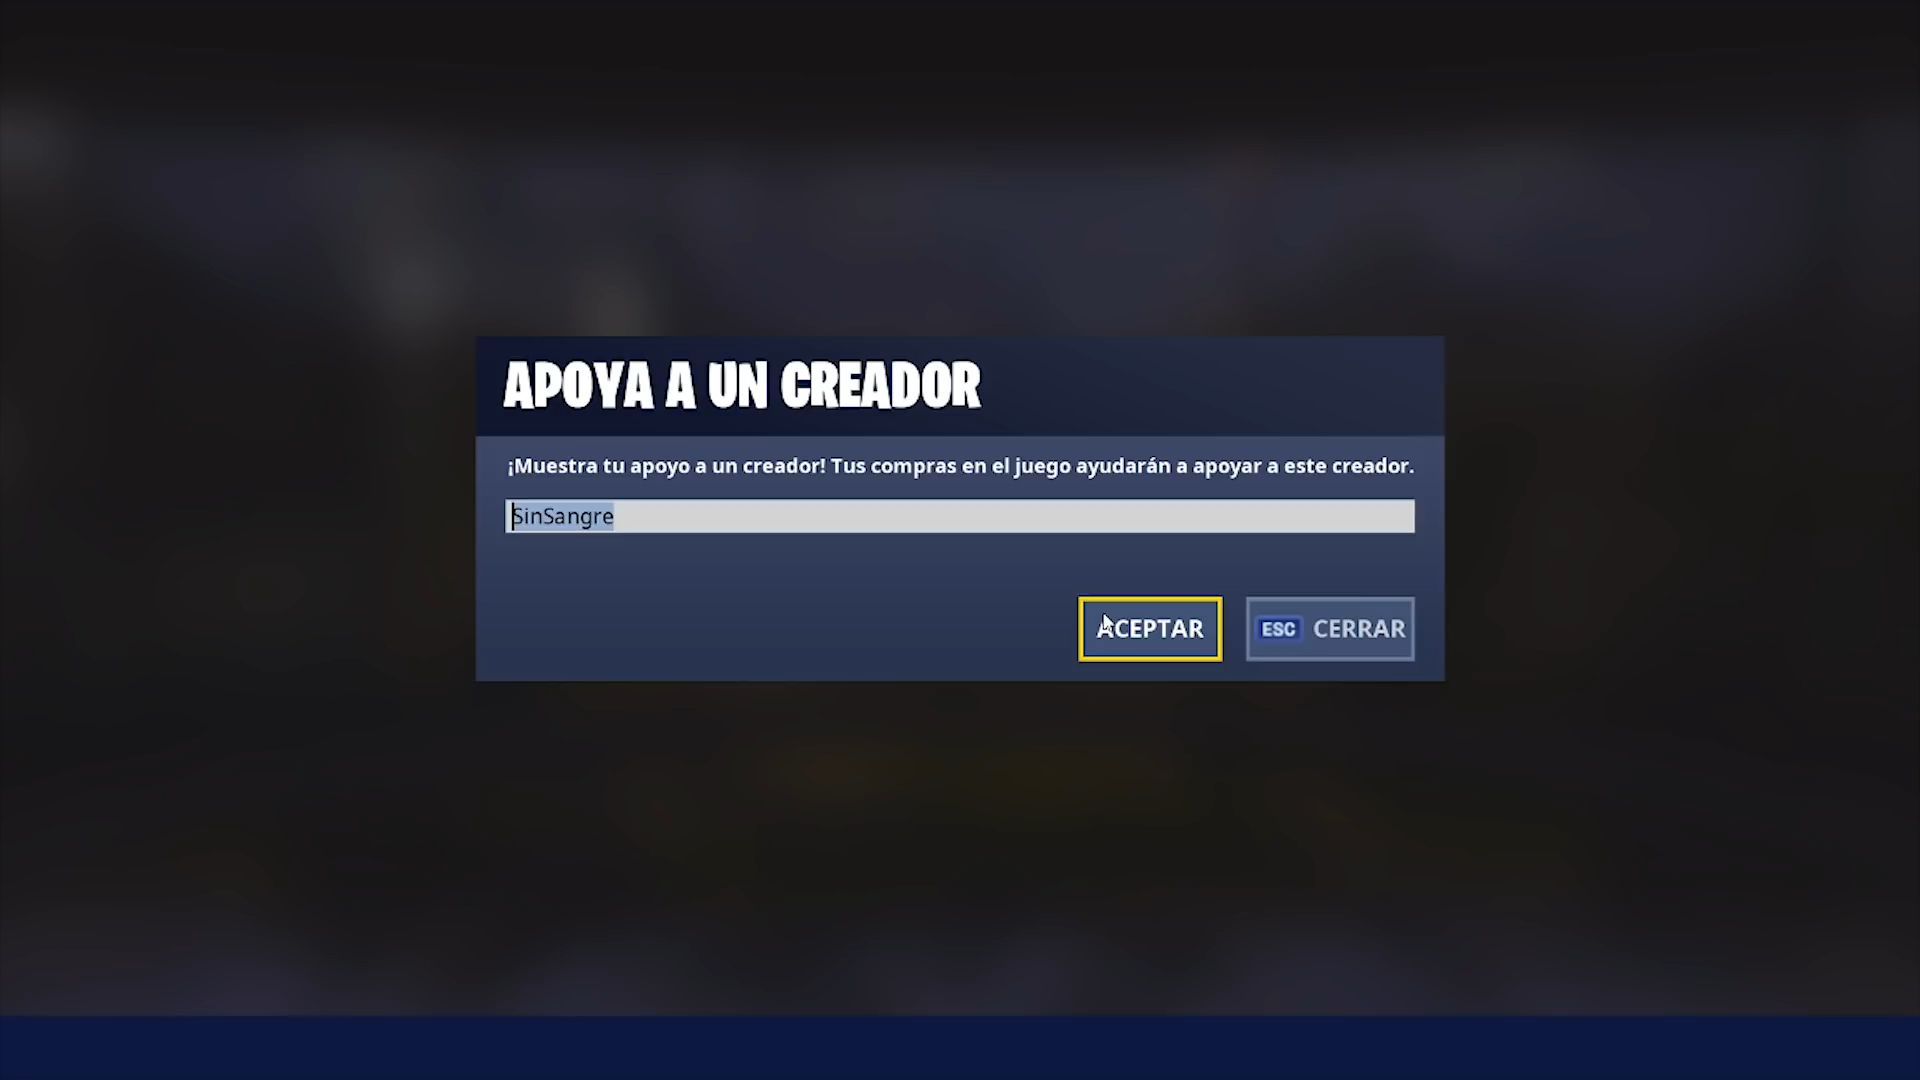 APOYA A UN CREADOR
¡Muestra tu apoyo a un creador! Tus compras en el juego ayudarán a apoyar a este creador.
SinSangre
ACEPTAR
ESC CERRAR